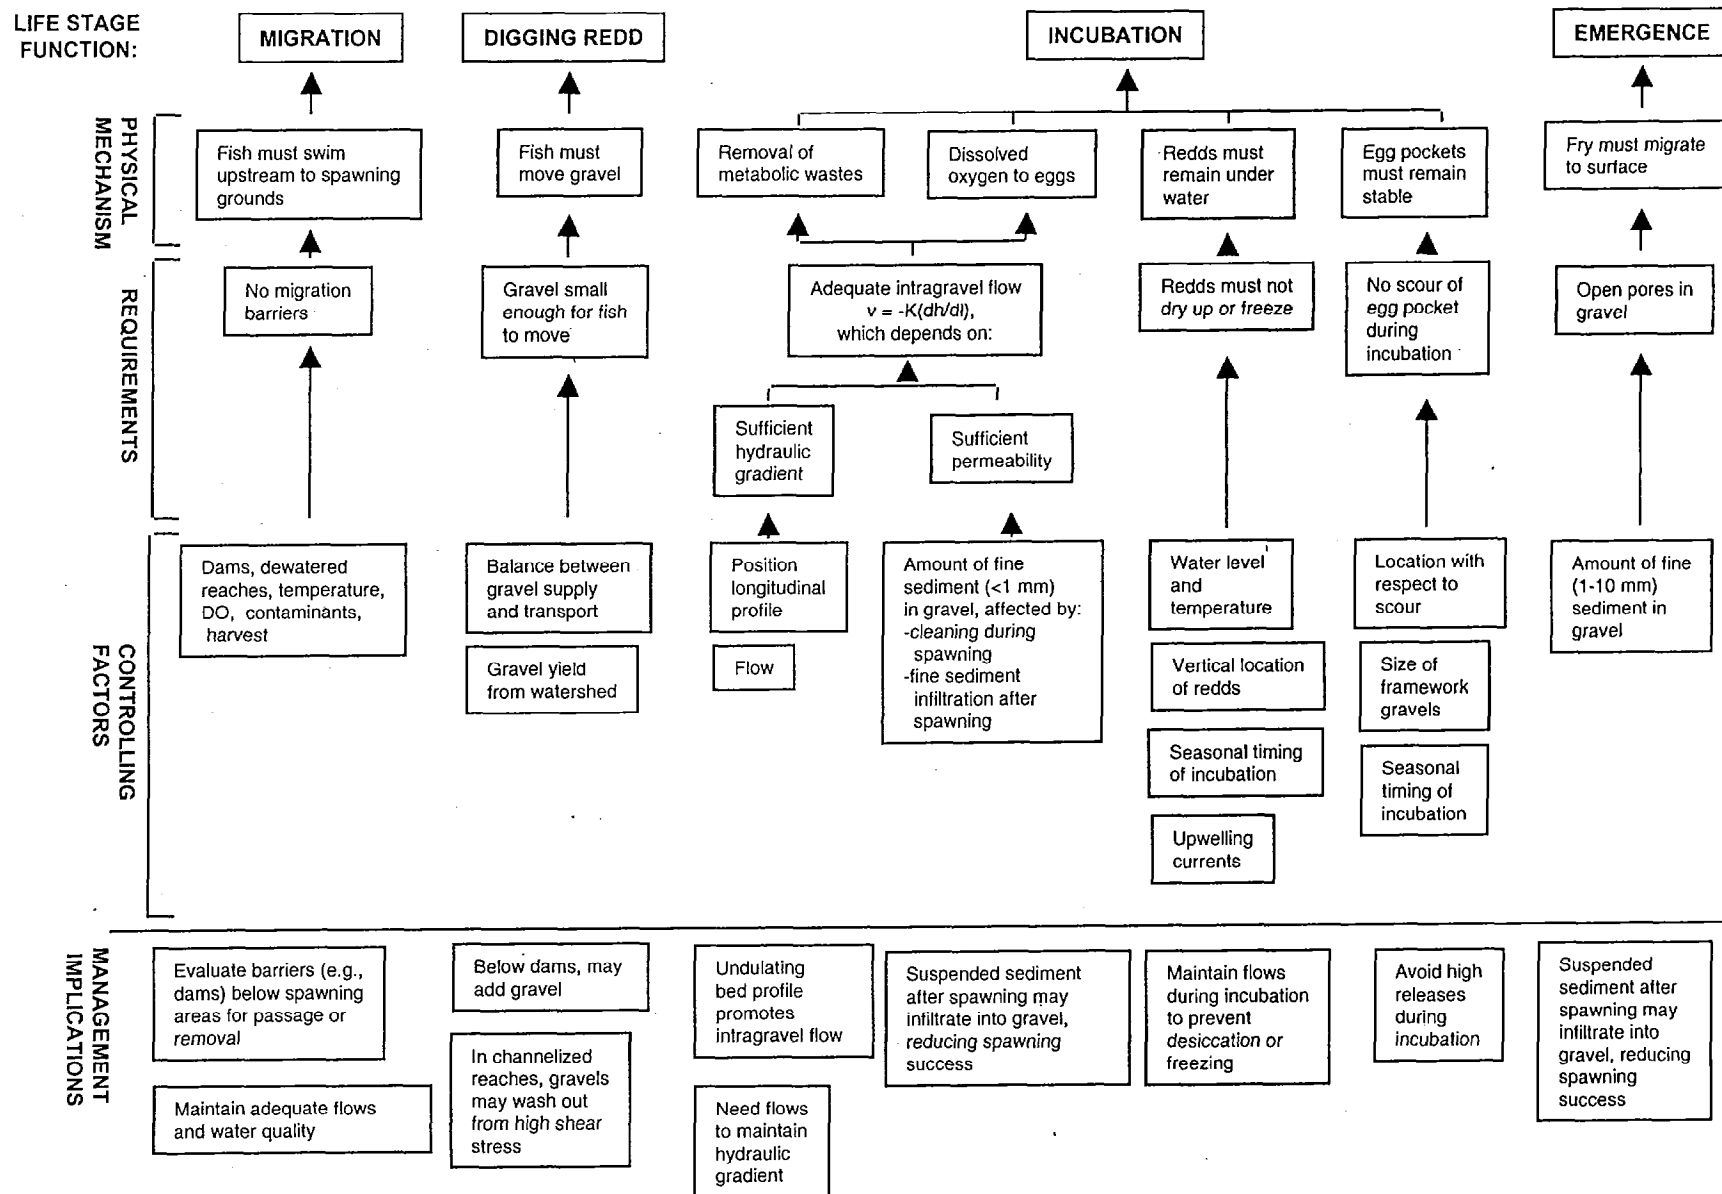 LIFE STAGE
FUNCTION:
MIGRATION
DIGGING REDD
INCUBATION
EMERGENCE
PHYSICAL
MECHANISM
Fish must swim
upstream to spawning
grounds
Fish must
move gravel
Removal of
metabolic wastes
Dissolved
oxygen to eggs
Redds must
remain under
water
Egg pockets
must remain
stable
Fry must migrate
to surface
REQUIREMENTS
No migration
barriers
Gravel small
enough for fish
to move
Adequate intragravel flow
v = -K(dh/dl),
which depends on:
Redds must not
dry up or freeze
No scour of
egg pocket
during
incubation
Open pores in
gravel
Sufficient
hydraulic
gradient
Sufficient
permeability
CONTROLLING
FACTORS
Dams, dewatered
reaches, temperature,
DO, contaminants,
harvest
Balance between
gravel supply
and transport
Gravel yield
from watershed
Position
longitudinal
profile
Flow
Amount of fine
sediment (<1 mm)
in gravel, affected by:
-cleaning during
spawning
-fine sediment
infiltration after
spawning
Water level
and
temperature
Vertical location
of redds
Seasonal timing
of incubation
Upwelling
currents
Location with
respect to
scour
Size of
framework
gravels
Seasonal
timing of
incubation
Amount of fine
(1-10 mm)
sediment in
gravel
MANAGEMENT
IMPLICATIONS
Evaluate barriers (e.g.,
dams) below spawning
areas for passage or
removal
Maintain adequate flows
and water quality
Below dams, may
add gravel
In channelized
reaches, gravels
may wash out
from high shear
stress
Undulating
bed profile
promotes
intragravel flow
Need flows
to maintain
hydraulic
gradient
Suspended sediment
after spawning may
infiltrate into gravel,
reducing spawning
success
Maintain flows
during incubation
to prevent
desiccation or
freezing
Avoid high
releases
during
incubation
Suspended
sediment after
spawning may
infiltrate into
gravel, reducing
spawning
success